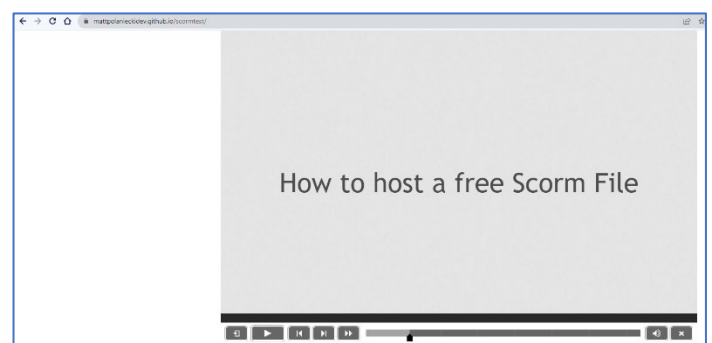 mattpolanieckidev.github.io/scormtest/
How to host a free Scorm File